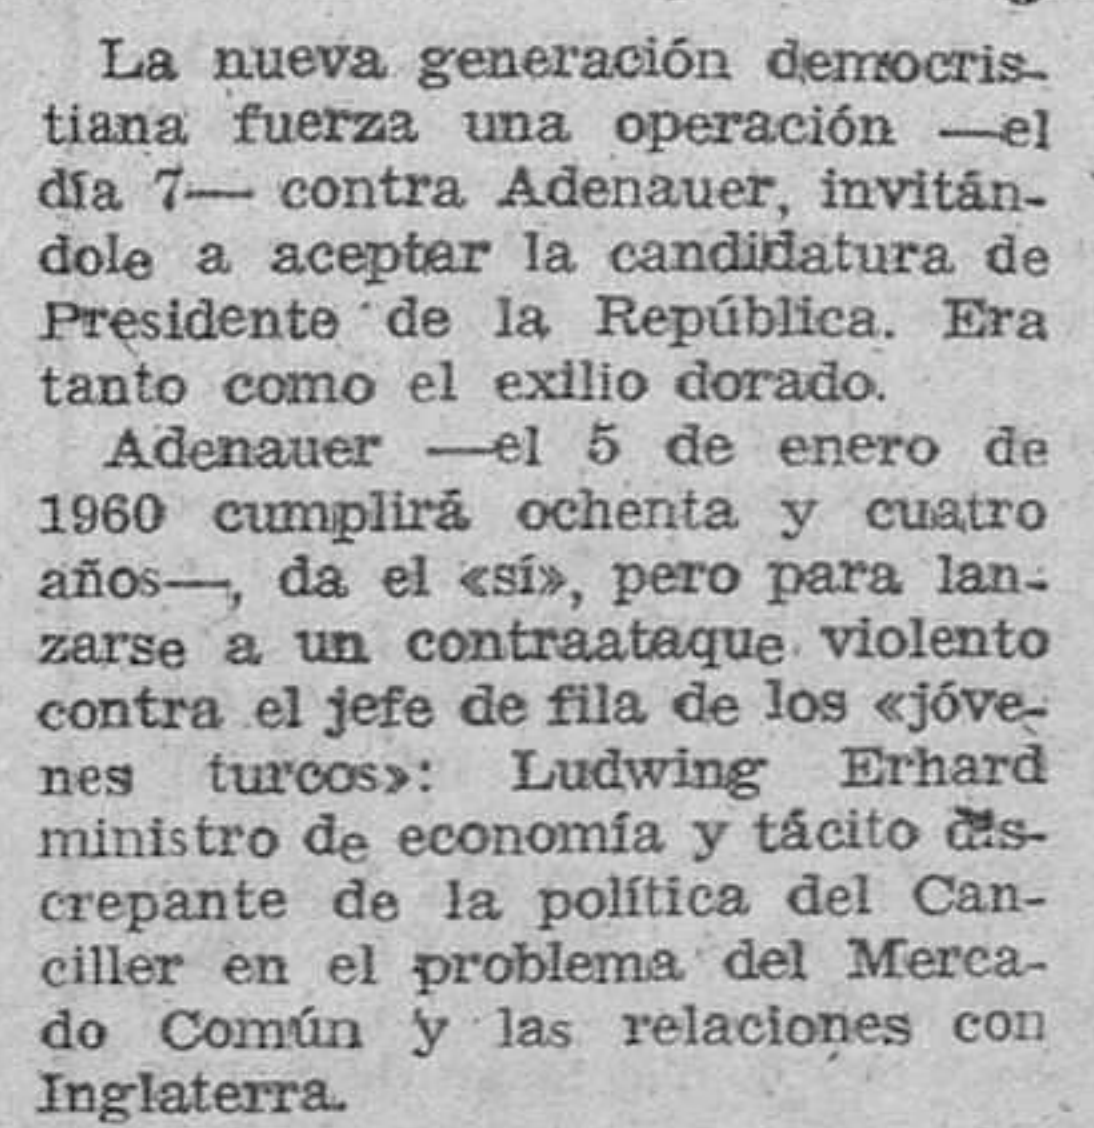 La nueva generación democris-
tiana fuerza una operación —el
día 7— contra Adenauer, invitán-
dole a aceptar la candidatura de
Presidente de la República. Era
tanto como el exilio dorado.
Adenauer —el 5 de enero de
1960 cumplirá ochenta y cuatro
años—, da el «sí», pero para lan-
zarse a un contraataque violento
contra el jefe de fila de los «jóve-
nes turcos»: Ludwing Erhard
ministro de economía y tácito dis-
crepante de la política del Can-
ciller en el problema del Merca-
do Común y las relaciones con
Inglaterra.